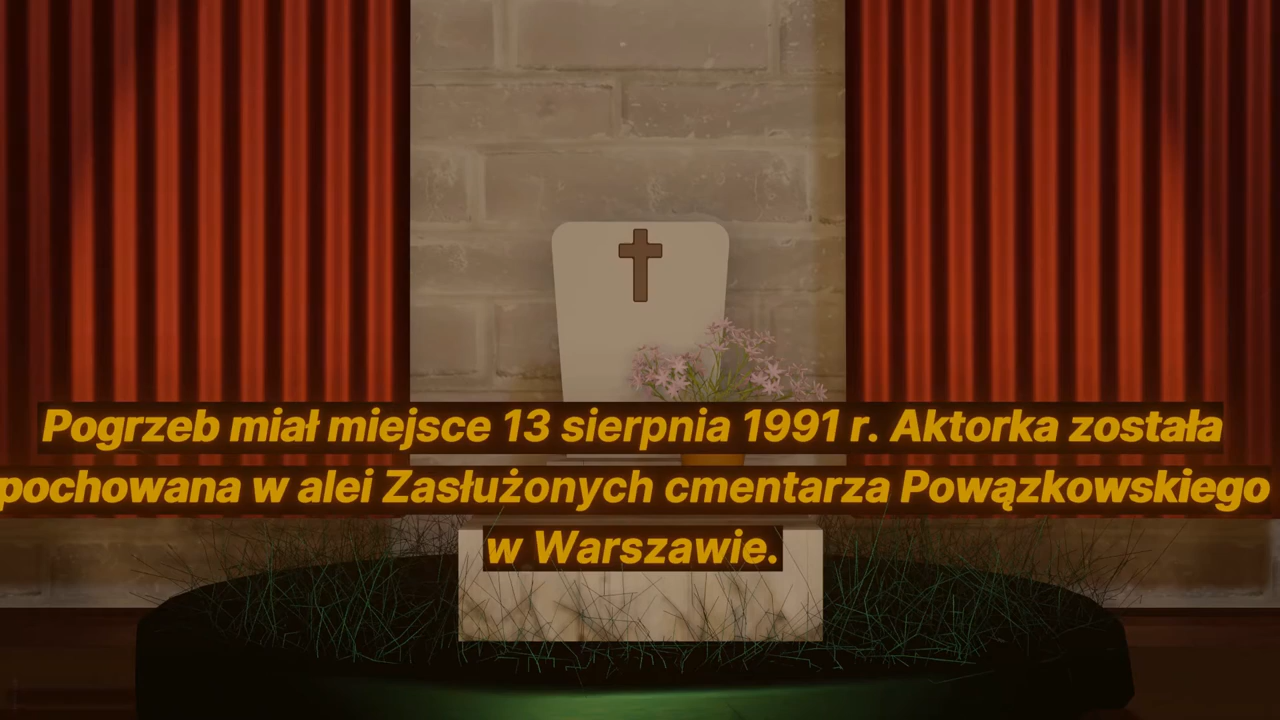 Pogrzeb miał miejsce 13 sierpnia 1991 r. Aktorka została
pochowana w alei Zasłużonych cmentarza Powązkowskiego
w Warszawie.